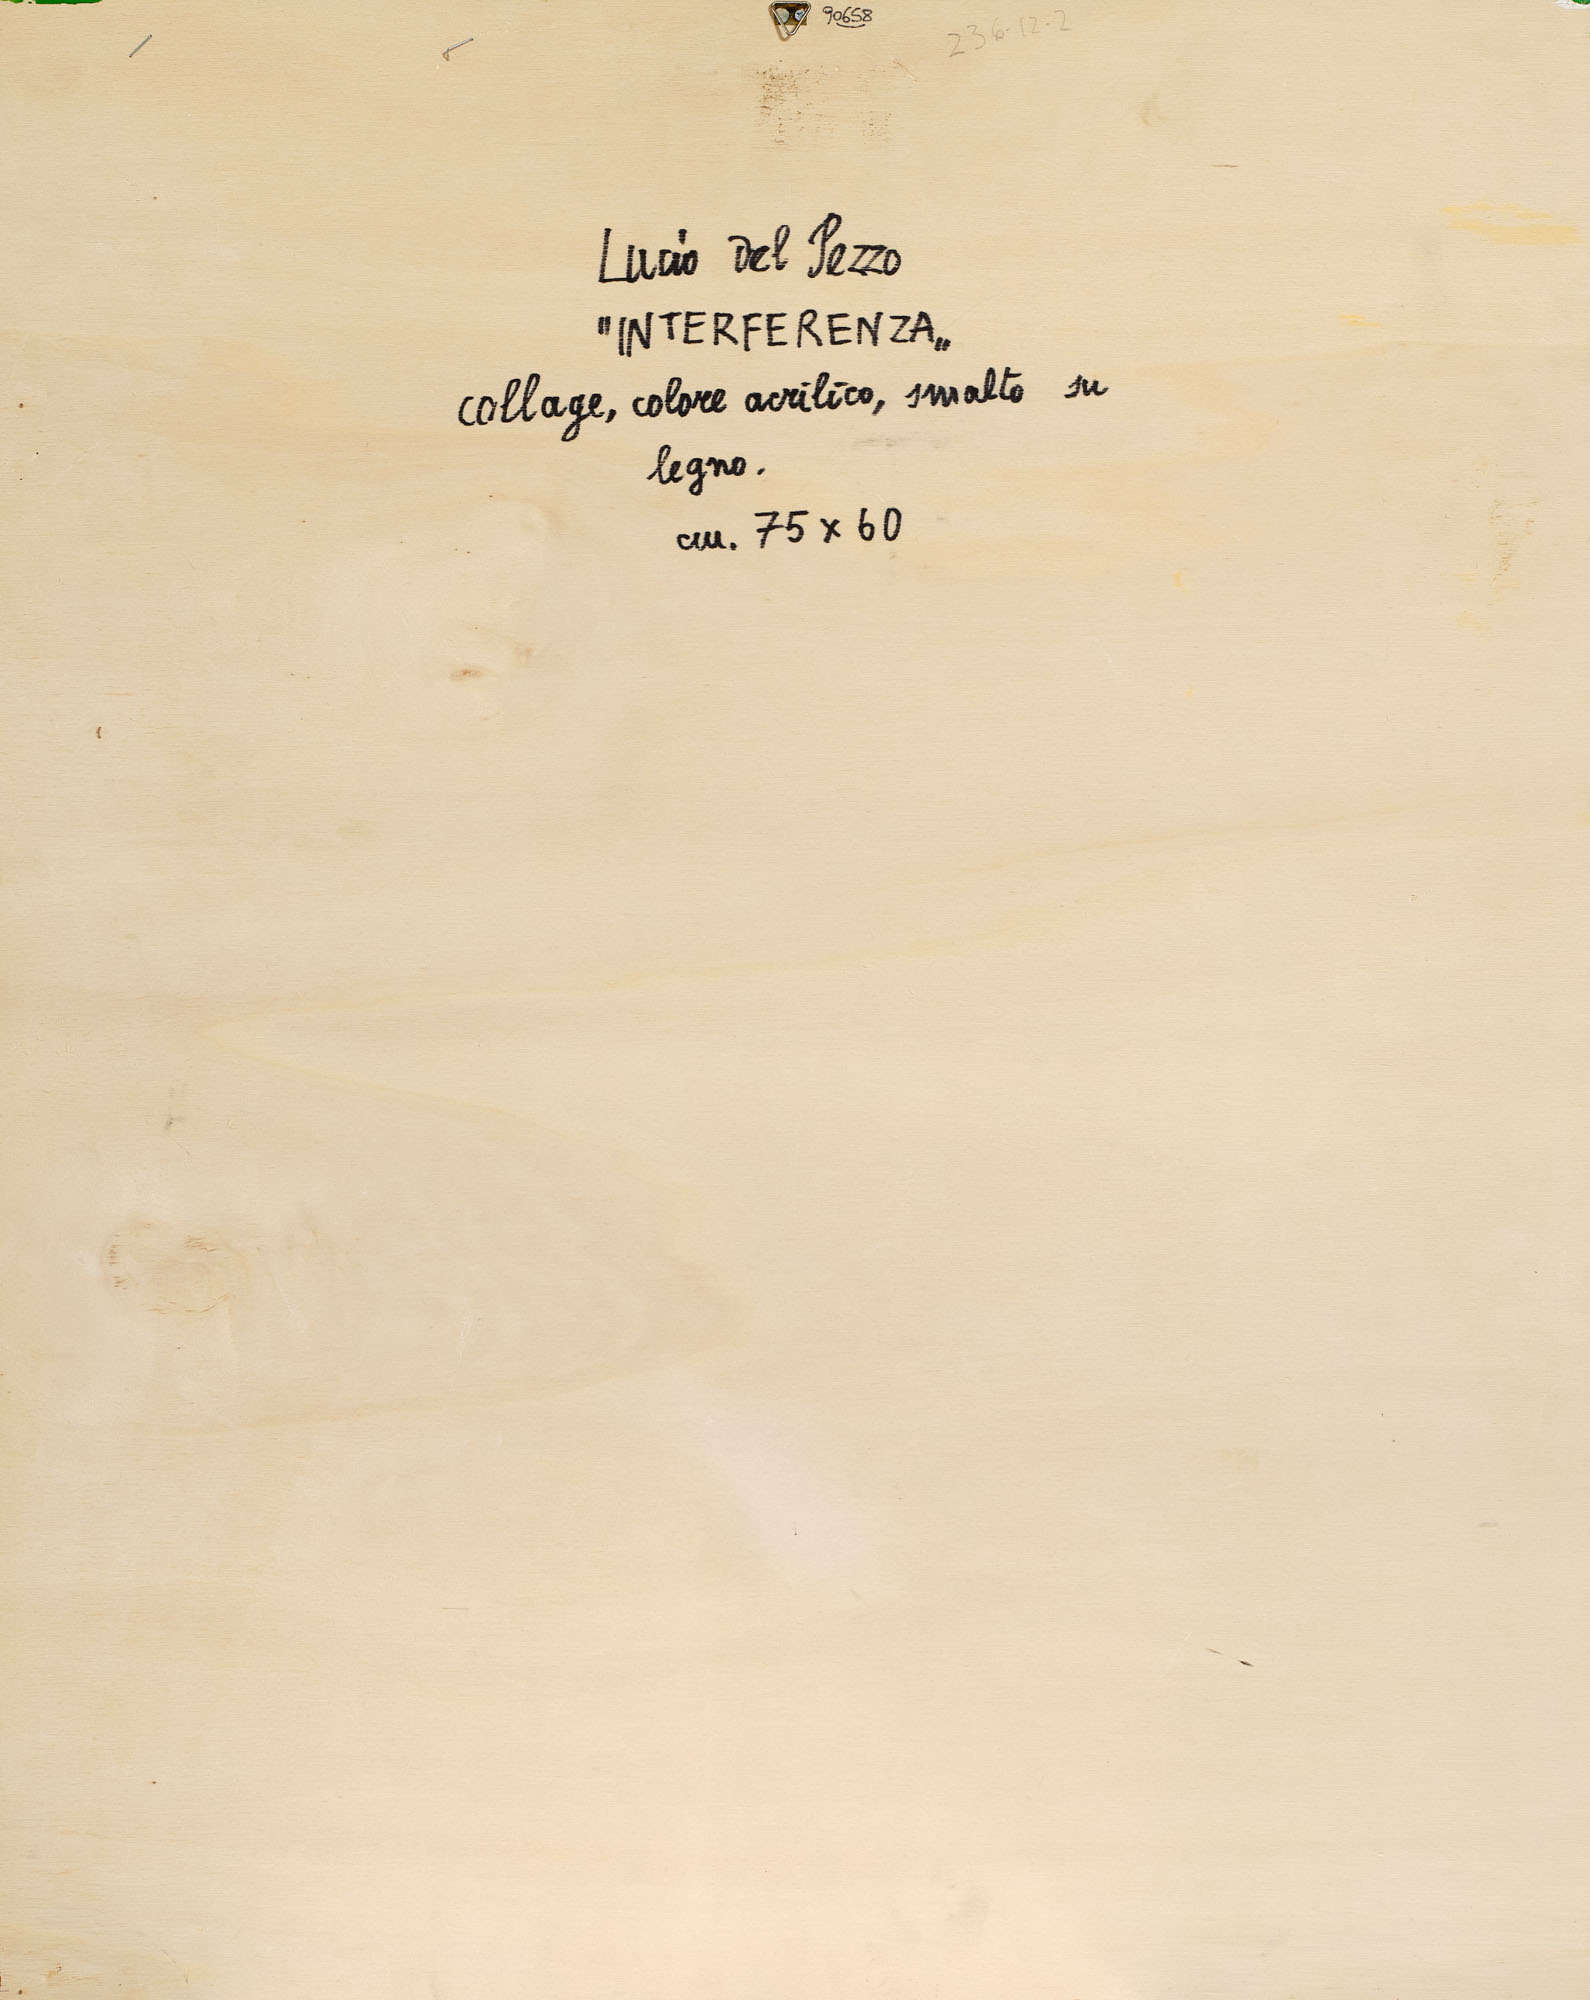 90658
236-12-2
Lucio Del Pezzo
"INTERFERENZA„
collage, colore acrilico, smalto su
legno.
cm. 75 x 60